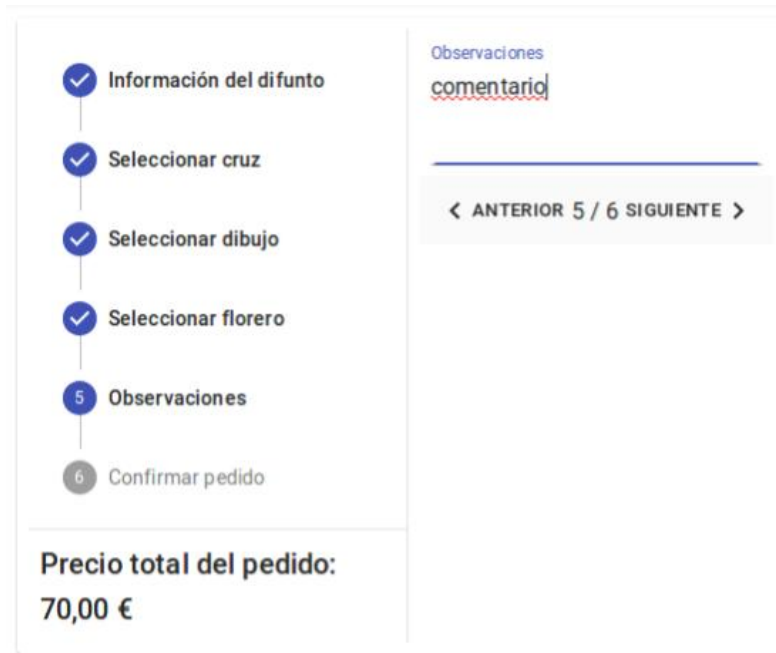 Información del difunto
Seleccionar cruz
Seleccionar dibujo
Seleccionar florero
5 Observaciones
6 Confirmar pedido
Precio total del pedido:
70,00 €
Observaciones
comentario
ANTERIOR 5 / 6 SIGUIENTE